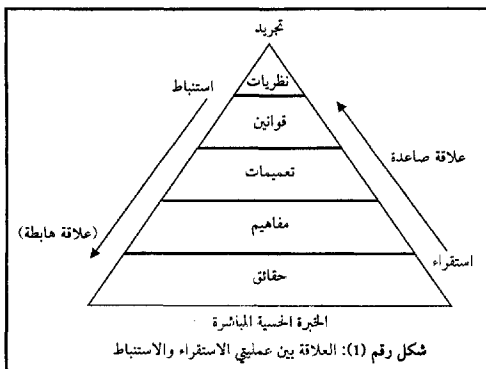 تجريد
نظريات
استنباط
قوانين
علاقة صاعدة
تعميمات
مفاهيم
(علاقة هابطة)
استقراء
حقائق
الخبرة الحسية المباشرة
شكل رقم (1): العلاقة بين عمليتي الاستقراء والاستنباط